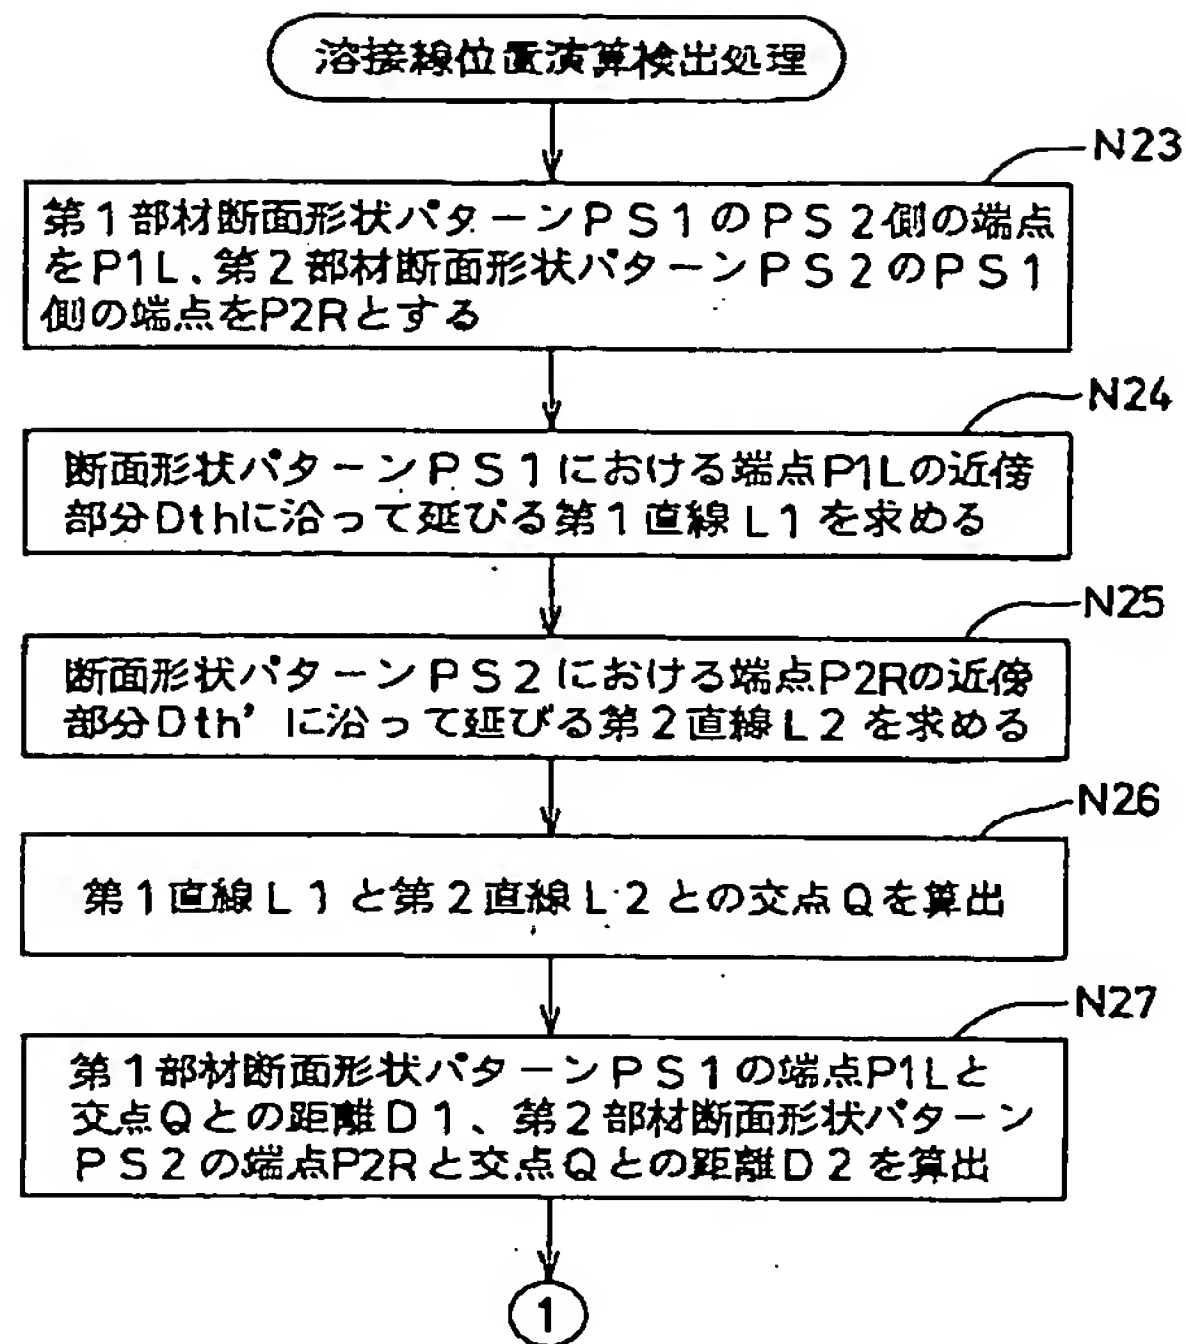 溶接線位置演算検出処理
N23
第1部材断面形状パターンPS1のPS2側の端点
をP1L、第2部材断面形状パターンPS2のPS1
側の端点をP2Rとする
N24
断面形状パターンPS1における端点P1Lの近傍
部分Dthに沿って延びる第1直線L1を求める
N25
断面形状パターンPS2における端点P2Rの近傍
部分Dth'に沿って延びる第2直線L2を求める
N26
第1直線L1と第2直線L2との交点Qを算出
N27
第1部材断面形状パターンPS1の端点P1Lと
交点Qとの距離D1、第2部材断面形状パターン
PS2の端点P2Rと交点Qとの距離D2を算出
1